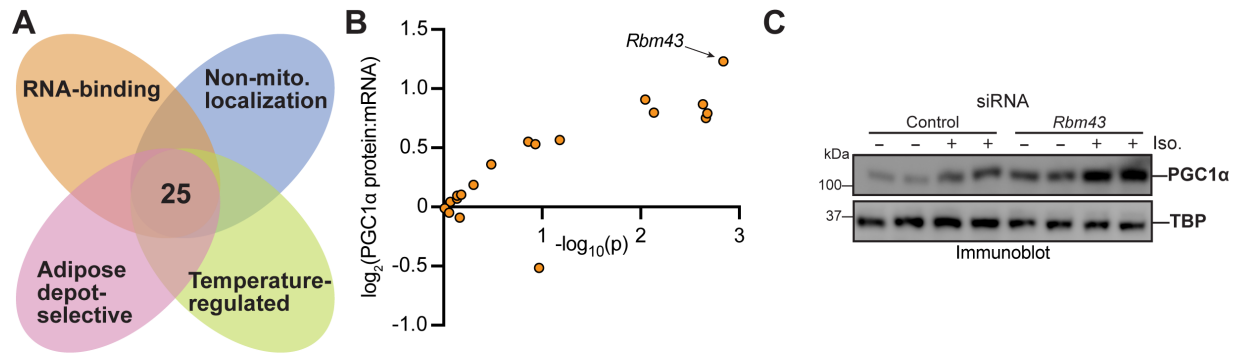 A
RNA-binding
Non-mito.
localization
25
Adipose
depot-
selective
Temperature-
regulated
B
log2(PGC1α protein:mRNA)
1.5
1.0
0.5
0
-0.5
-1.0
Rbm43
1
2
3
-log10(p)
C
siRNA
Control
Rbm43
– – + + – – + + Iso.
kDa
100
PGC1α
37
TBP
Immunoblot